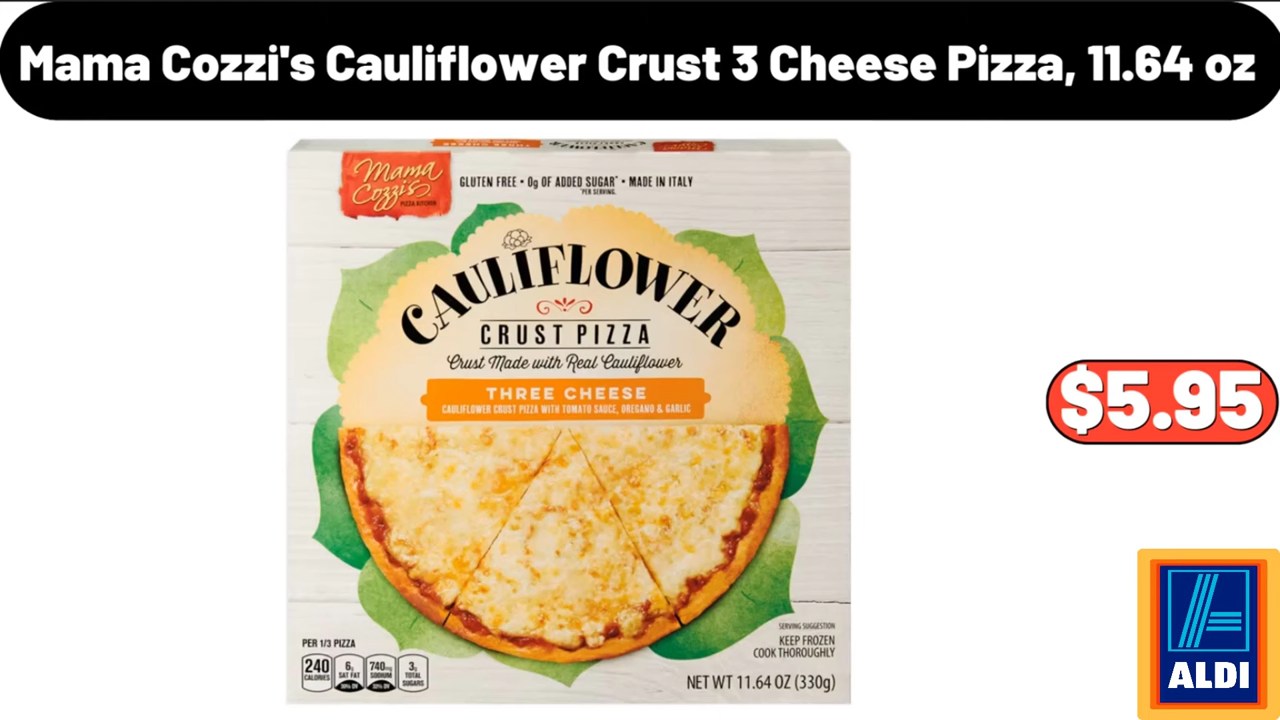 Mama Cozzi's Cauliflower Crust 3 Cheese Pizza, 11.64 oz
Mama
Cozzi's
PIZZA KITCHEN
GLUTEN FREE • 0g OF ADDED SUGAR* • MADE IN ITALY
*PER SERVING.
CAULIFLOWER
CRUST PIZZA
Crust Made with Real Cauliflower
THREE CHEESE
CAULIFLOWER CRUST PIZZA WITH TOMATO SAUCE, OREGANO & GARLIC
$5.95
SERVING SUGGESTION
KEEP FROZEN
COOK THOROUGHLY
PER 1/3 PIZZA
240 CALORIES
6g SAT FAT 30% DV
740mg SODIUM
3g TOTAL SUGARS
NET WT 11.64 OZ (330g)
ALDI